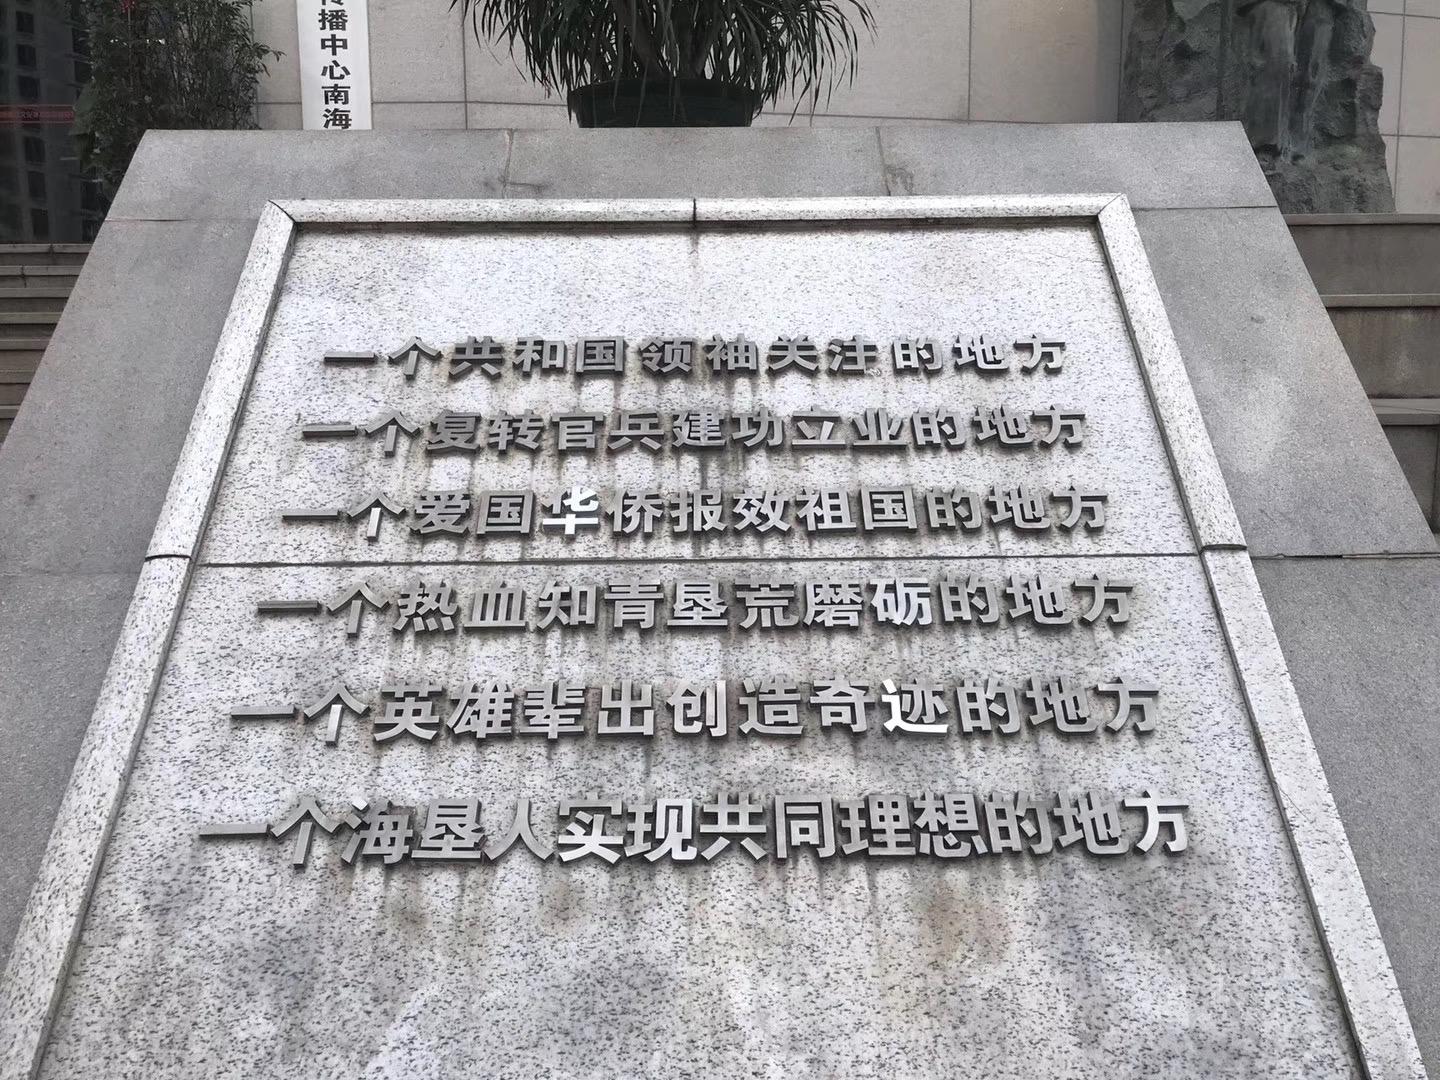 播中心南海
一个共和国领袖关注的地方
一个复转官兵建功立业的地方
一个爱国华侨报效祖国的地方
一个热血知青垦荒磨砺的地方
一个英雄辈出创造奇迹的地方
一个海垦人实现共同理想的地方